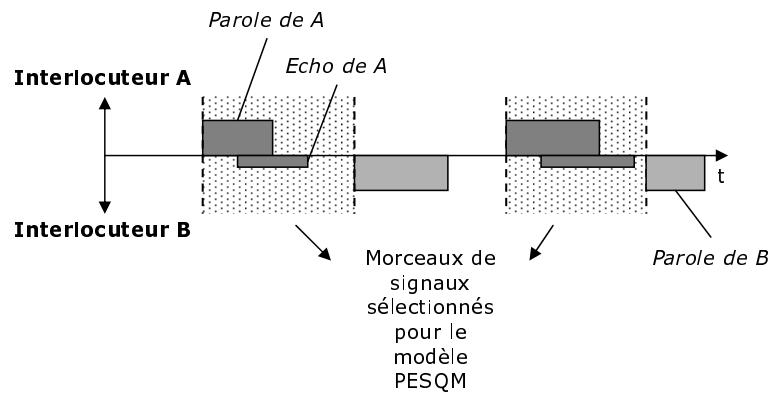 Parole de A
Echo de A
Interlocuteur A
t
Interlocuteur B
Parole de B
Morceaux de
signaux
sélectionnés
pour le
modèle
PESQM